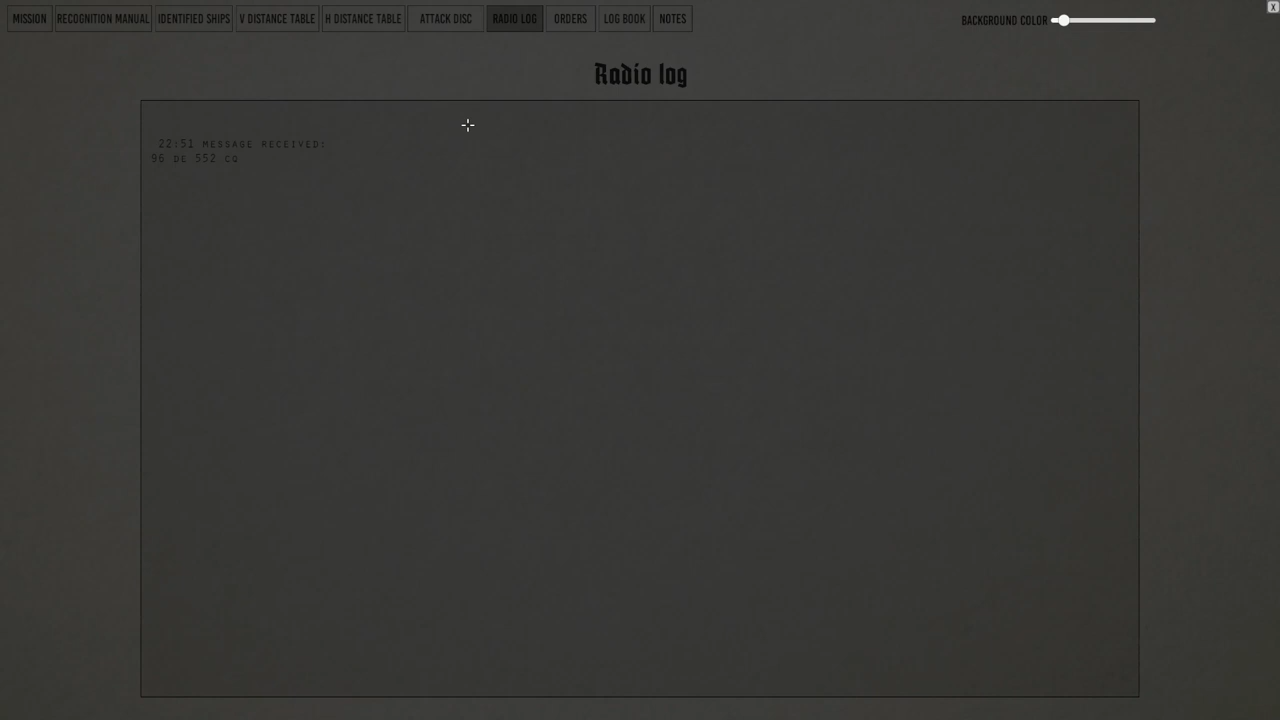 MISSION
RECOGNITION MANUAL
IDENTIFIED SHIPS
V DISTANCE TABLE
H DISTANCE TABLE
ATTACK DISC
RADIO LOG
ORDERS
LOG BOOK
NOTES
BACKGROUND COLOR
X
Radio log
22:51 MESSAGE RECEIVED:
96 DE 552 CQ